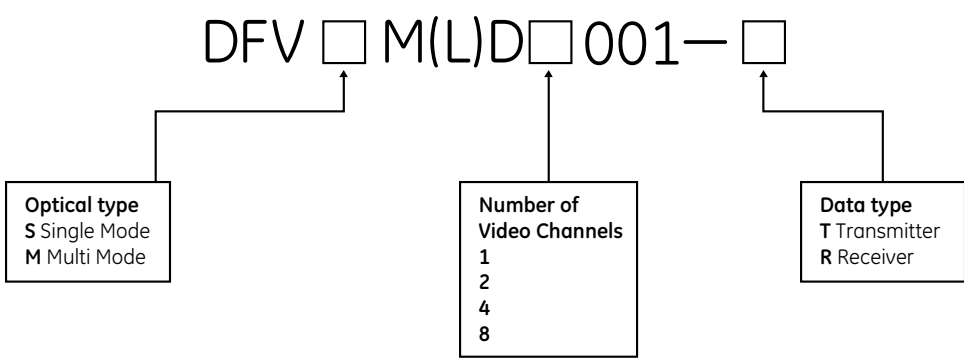 DFV □ M(L)D□ 001— □
Optical type
S Single Mode
M Multi Mode
Number of
Video Channels
1
2
4
8
Data type
T Transmitter
R Receiver